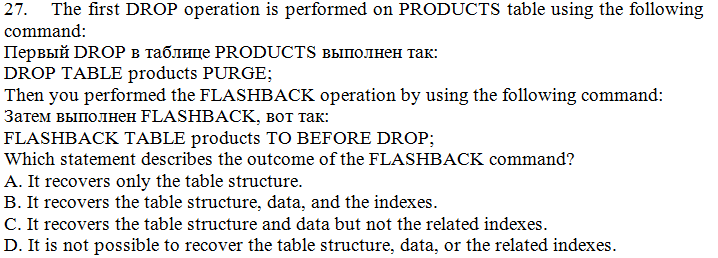 27. The first DROP operation is performed on PRODUCTS table using the following
command:
Первый DROP в таблице PRODUCTS выполнен так:
DROP TABLE products PURGE;
Then you performed the FLASHBACK operation by using the following command:
Затем выполнен FLASHBACK, вот так:
FLASHBACK TABLE products TO BEFORE DROP;
Which statement describes the outcome of the FLASHBACK command?
A. It recovers only the table structure.
B. It recovers the table structure, data, and the indexes.
C. It recovers the table structure and data but not the related indexes.
D. It is not possible to recover the table structure, data, or the related indexes.